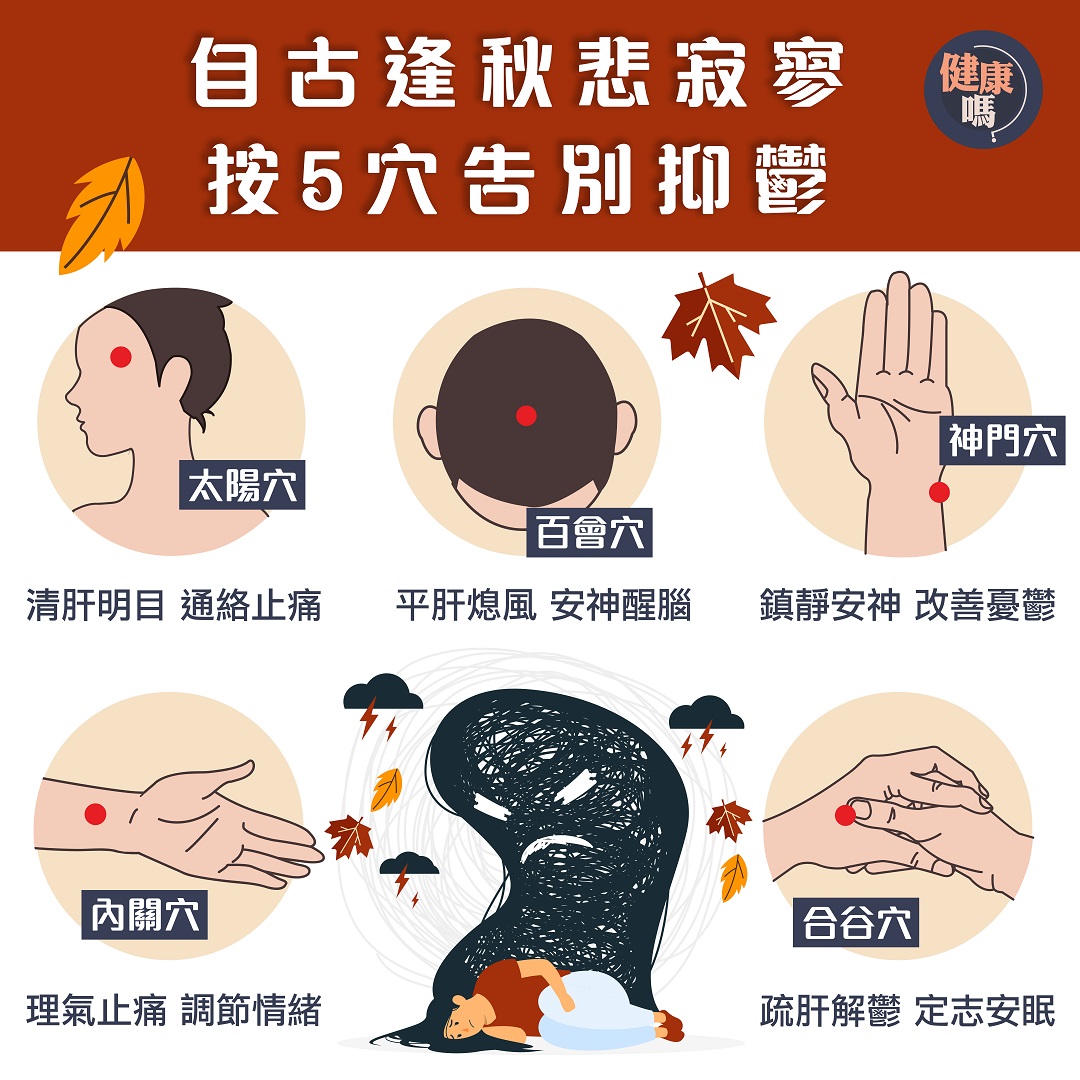 自古逢秋悲寂寥
按5穴告別抑鬱
健康
嗎?
太陽穴
清肝明目 通絡止痛
百會穴
平肝熄風 安神醒腦
神門穴
鎮靜安神 改善憂鬱
內關穴
理氣止痛 調節情緒
合谷穴
疏肝解鬱 定志安眠